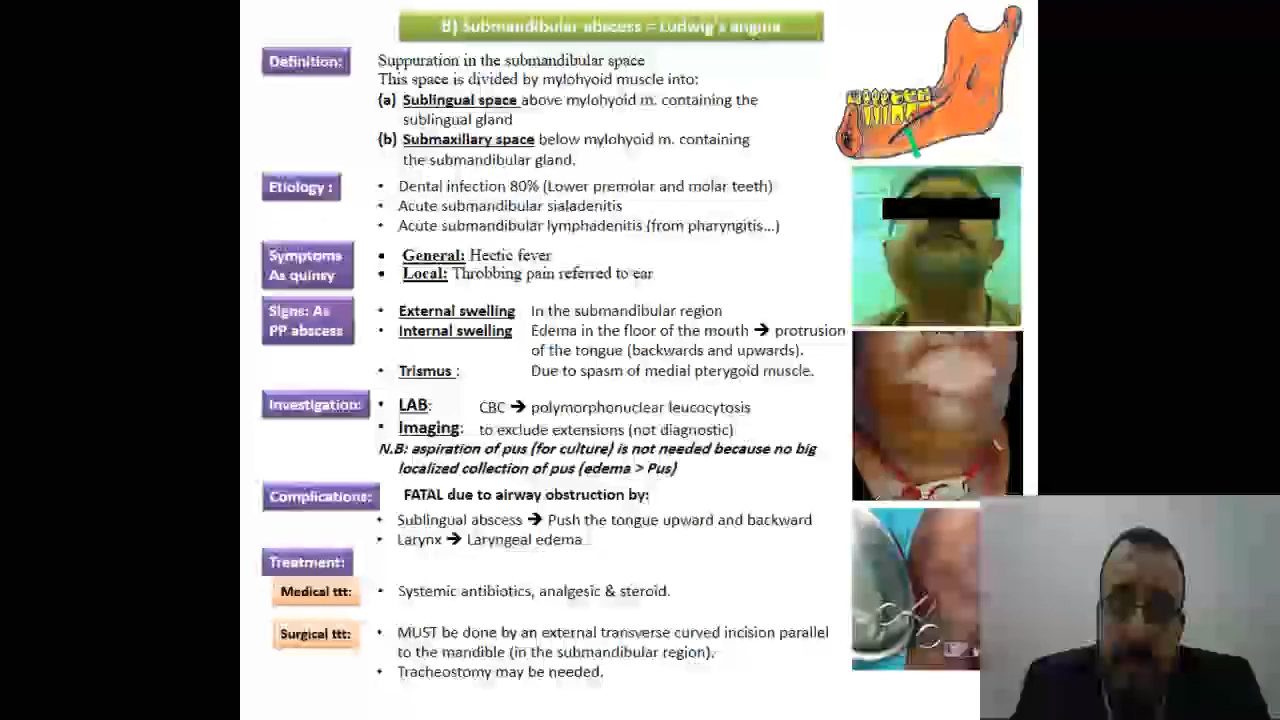 B) Submandibular abscess = Ludwig's angina
Definition:
Suppuration in the submandibular space
This space is divided by mylohyoid muscle into:
(a) Sublingual space above mylohyoid m. containing the
sublingual gland
(b) Submaxillary space below mylohyoid m. containing
the submandibular gland.
Etiology :
• Dental infection 80% (Lower premolar and molar teeth)
• Acute submandibular sialadenitis
• Acute submandibular lymphadenitis (from pharyngitis...)
Symptoms
As quinsy
• General: Hectic fever
• Local: Throbbing pain referred to ear
Signs: As
PP abscess
• External swelling In the submandibular region
• Internal swelling Edema in the floor of the mouth → protrusion
of the tongue (backwards and upwards).
• Trismus : Due to spasm of medial pterygoid muscle.
Investigation:
• LAB: CBC → polymorphonuclear leucocytosis
• Imaging: to exclude extensions (not diagnostic)
N.B: aspiration of pus (for culture) is not needed because no big
localized collection of pus (edema > Pus)
Complications:
FATAL due to airway obstruction by:
• Sublingual abscess → Push the tongue upward and backward
• Larynx → Laryngeal edema
Treatment:
Medical ttt:
• Systemic antibiotics, analgesic & steroid.
Surgical ttt:
• MUST be done by an external transverse curved incision parallel
to the mandible (in the submandibular region).
• Tracheostomy may be needed.